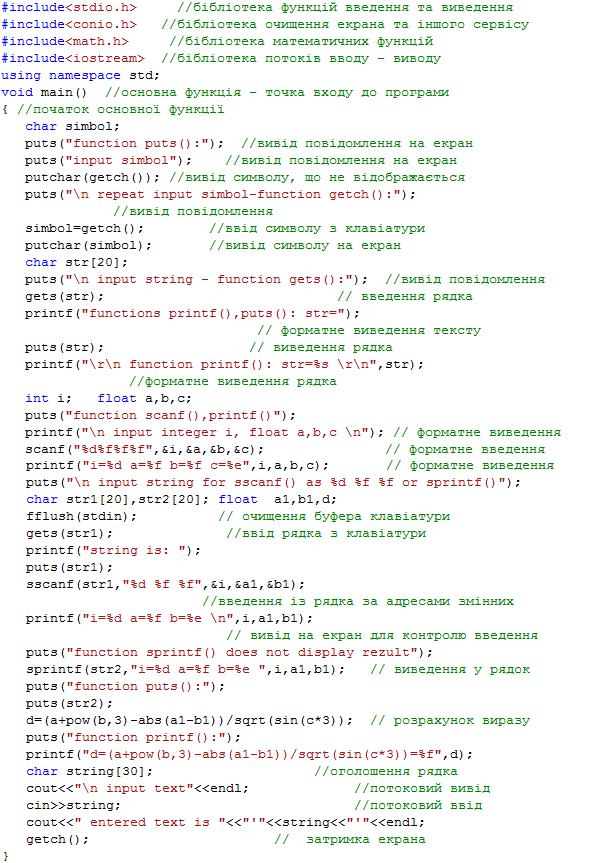 #include<stdio.h>     //бібліотека функцій введення та виведення
#include<conio.h>   //бібліотека очищення екрана та іншого сервісу
#include<math.h>     //бібліотека математичних функцій
#include<iostream>  //бібліотека потоків вводу – виводу
using namespace std;
void main()  //основна функція – точка входу до програми
{ //початок основної функції
   char simbol;
   puts("function puts():");  //вивід повідомлення на екран
   puts("input simbol");    //вивід повідомлення на екран
   putchar(getch()); //вивід символу, шо не відображається
   puts("\n repeat input simbol-function getch():");
              //вивід повідомлення
   simbol=getch();        //ввід символу з клавіатури
   putchar(simbol);       //вивід символу на екран
   char str[20];
   puts("\n input string – function gets():");  //вивід повідомлення
   gets(str);                             // введення рядка
   printf("functions printf(),puts(): str=");
                                // форматне виведення тексту
   puts(str);                  // виведення рядка
   printf("\r\n function printf(): str=%s \r\n",str);
                //форматне виведення рядка
   int i;   float a,b,c;
   puts("function scanf(),printf()");
   printf("\n input integer i, float a,b,c \n"); // форматне виведення
   scanf("%d%f%f%f",&i,&a,&b,&c);               // форматне введення
   printf("i=%d a=%f b=%f c=%e",i,a,b,c);       // форматне виведення
   puts("\n input string for sscanf() as %d %f %f or sprintf()");
   char str1[20],str2[20]; float  a1,b1,d;
   fflush(stdin);          // очищення буфера клавіатури
   gets(str1);              //ввід рядка з клавіатури
   printf("string is: ");
   puts(str1);
   sscanf(str1,"%d %f %f",&i,&a1,&b1);
                         //введення із рядка за адресами змінних
   printf("i=%d a=%f b=%e \n",i,a1,b1);
                            // вивід на екран для контролю введення
   puts("function sprintf() does not display rezult");
   sprintf(str2,"i=%d a=%f b=%e ",i,a1,b1);   // виведення у рядок
   puts("function puts():");
   puts(str2);
   d=(a+pow(b,3)-abs(a1-b1))/sqrt(sin(c*3));  // розрахунок виразу
   puts("function printf():");
   printf("d=(a+pow(b,3)-abs(a1-b1))/sqrt(sin(c*3))=%f",d);
   char string[30];                    //оголошення рядка
   cout<<"\n input text"<<endl;             //потоковий вивід
   cin>>string;                             //потоковий ввід
   cout<<" entered text is "<<"'"<<string<<"'"<<endl;
   getch();                       //  затримка екрана
}